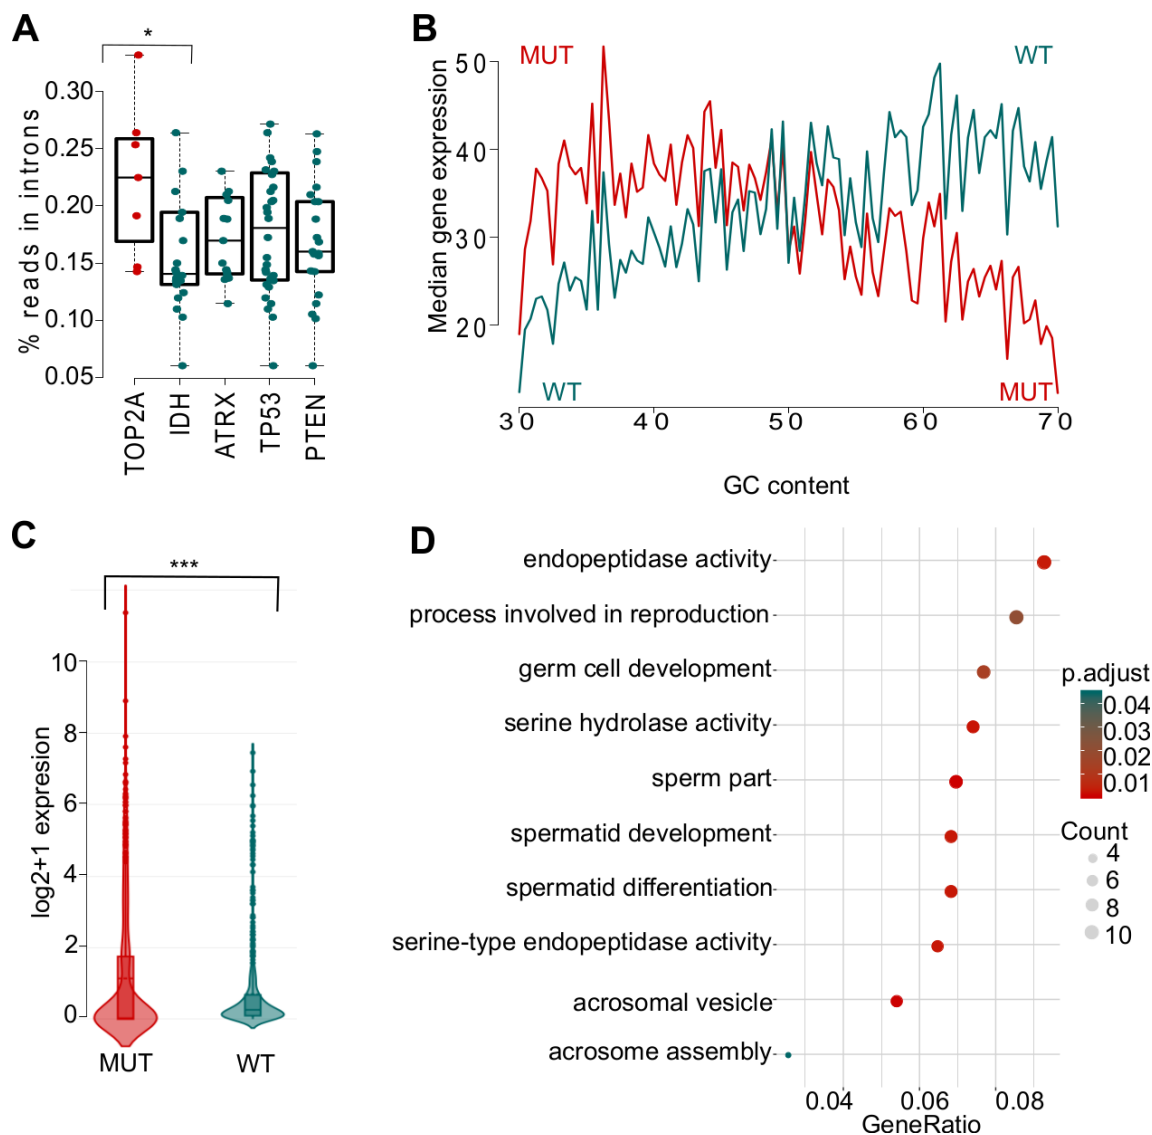 A
*
% reads in introns
0.30
0.25
0.20
0.15
0.10
0.05
TOP2A
IDH
ATRX
TP53
PTEN
B
MUT
WT
Median gene expression
50
40
30
20
WT
MUT
30 40 50 60 70
GC content
C
***
log2+1 expresion
10
8
6
4
2
0
MUT WT
D
endopeptidase activity
process involved in reproduction
germ cell development
serine hydrolase activity
sperm part
spermatid development
spermatid differentiation
serine-type endopeptidase activity
acrosomal vesicle
acrosome assembly
0.04 0.06 0.08
GeneRatio
p.adjust
0.04
0.03
0.02
0.01
Count
4
6
8
10